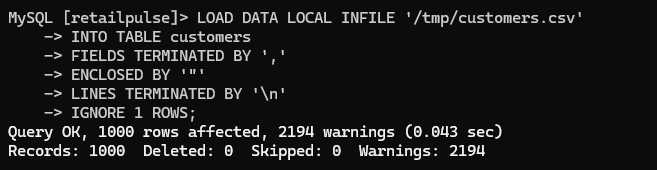 MySQL [retailpulse]> LOAD DATA LOCAL INFILE '/tmp/customers.csv'
    -> INTO TABLE customers
    -> FIELDS TERMINATED BY ','
    -> ENCLOSED BY '"'
    -> LINES TERMINATED BY '\n'
    -> IGNORE 1 ROWS;
Query OK, 1000 rows affected, 2194 warnings (0.043 sec)
Records: 1000  Deleted: 0  Skipped: 0  Warnings: 2194